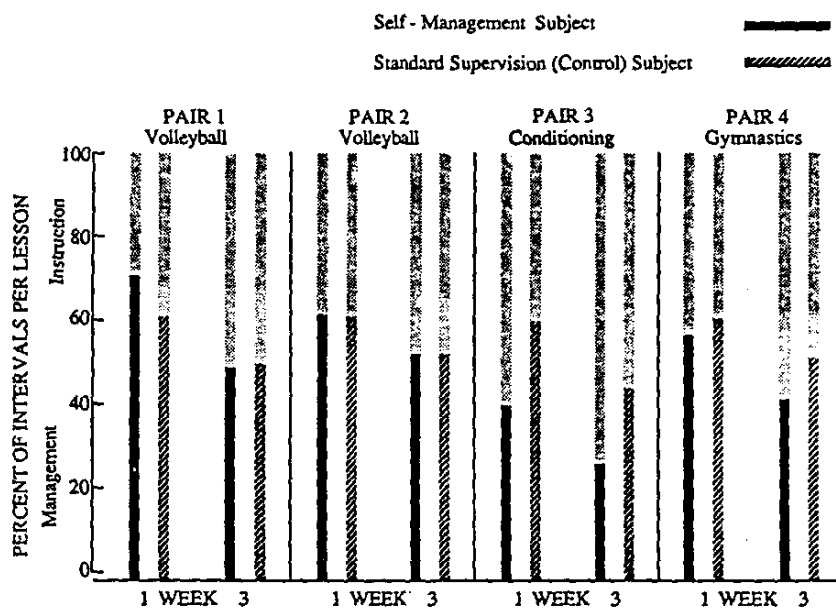 Self - Management Subject
Standard Supervision (Control) Subject
PAIR 1
Volleyball
PAIR 2
Volleyball
PAIR 3
Conditioning
PAIR 4
Gymnastics
PERCENT OF INTERVALS PER LESSON
Instruction
Management
100
80
60
40
20
0
1 WEEK 3
1 WEEK 3
1 WEEK 3
1 WEEK 3